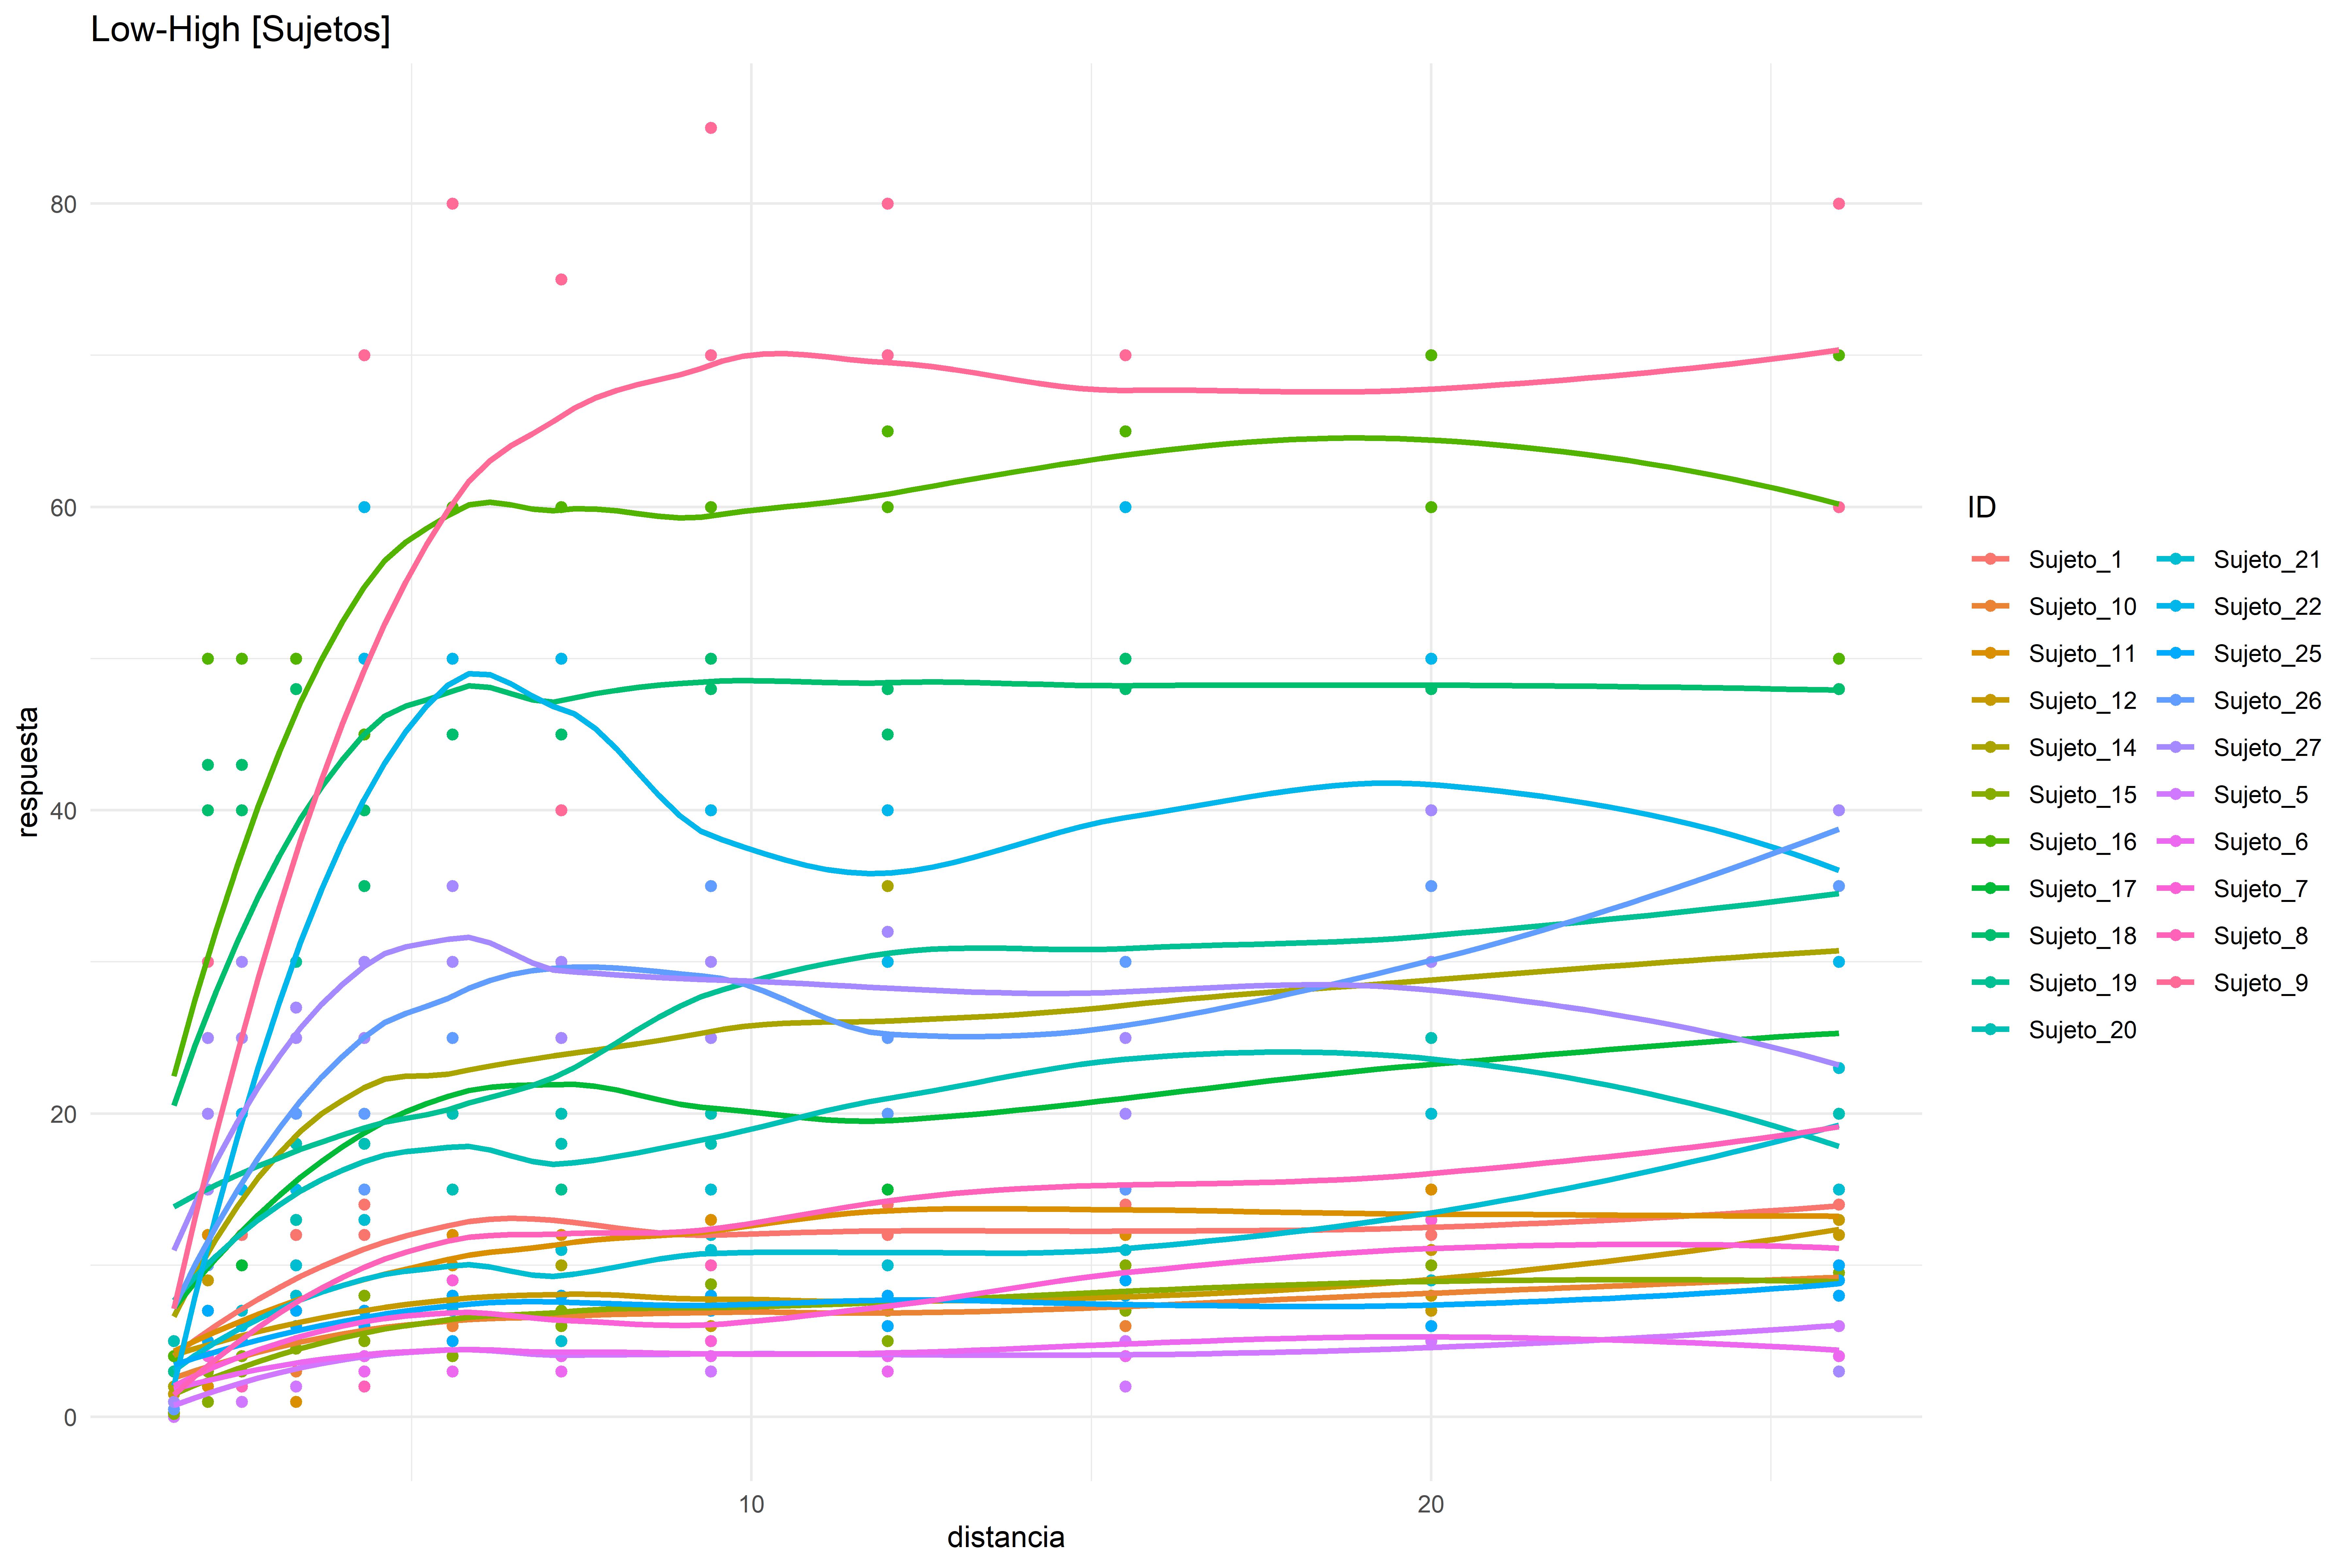 Low-High [Sujetos]
80
60
40
20
0
respuesta
10
20
distancia
ID
Sujeto_1
Sujeto_10
Sujeto_11
Sujeto_12
Sujeto_14
Sujeto_15
Sujeto_16
Sujeto_17
Sujeto_18
Sujeto_19
Sujeto_20
Sujeto_21
Sujeto_22
Sujeto_25
Sujeto_26
Sujeto_27
Sujeto_5
Sujeto_6
Sujeto_7
Sujeto_8
Sujeto_9